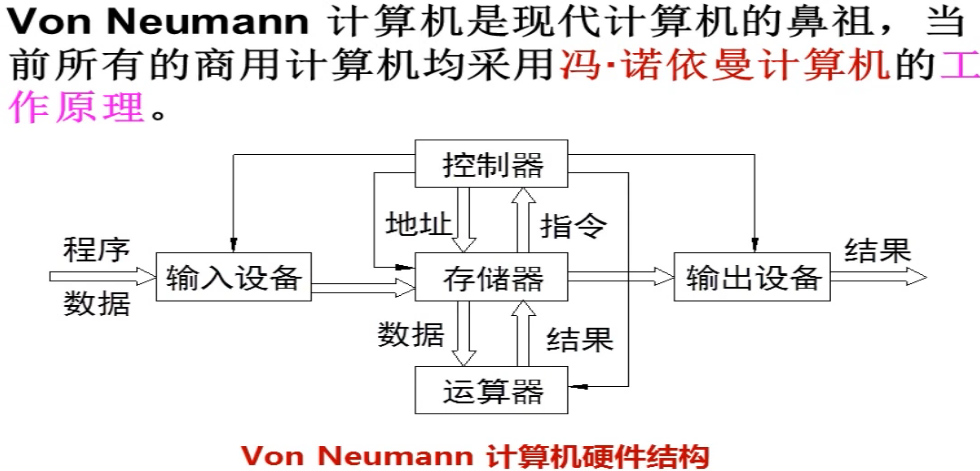 Von Neumann 计算机是现代计算机的鼻祖，当
前所有的商用计算机均采用冯·诺依曼计算机的工
作原理。
控制器
地址
指令
程序
数据
输入设备
存储器
输出设备
结果
数据
结果
运算器
Von Neumann 计算机硬件结构